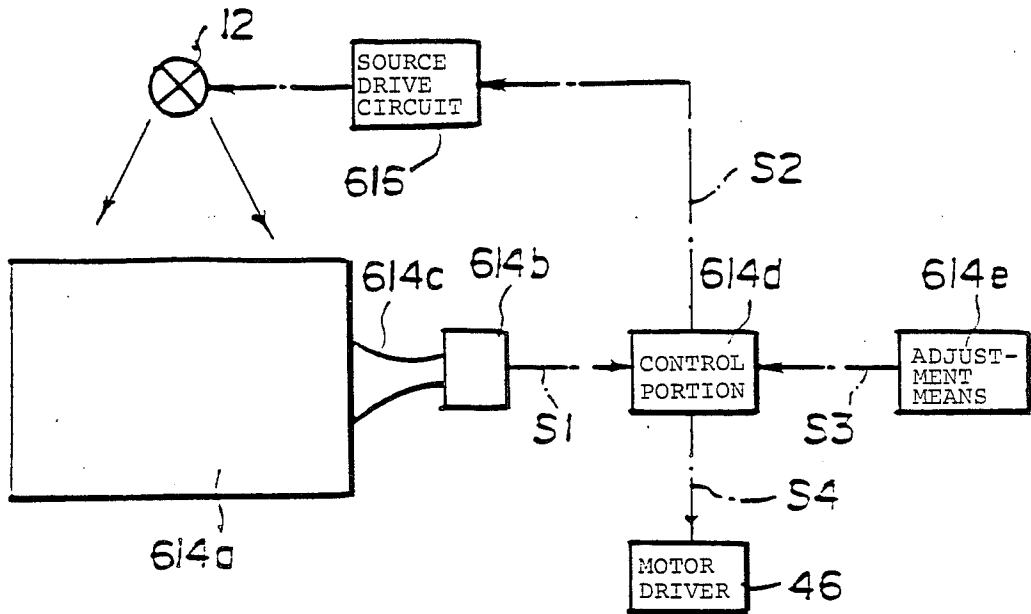 12
SOURCE
DRIVE
CIRCUIT
615
S2
614c
614b
614d
614e
CONTROL
PORTION
ADJUST-
MENT
MEANS
S1
S3
S4
614a
MOTOR
DRIVER
46